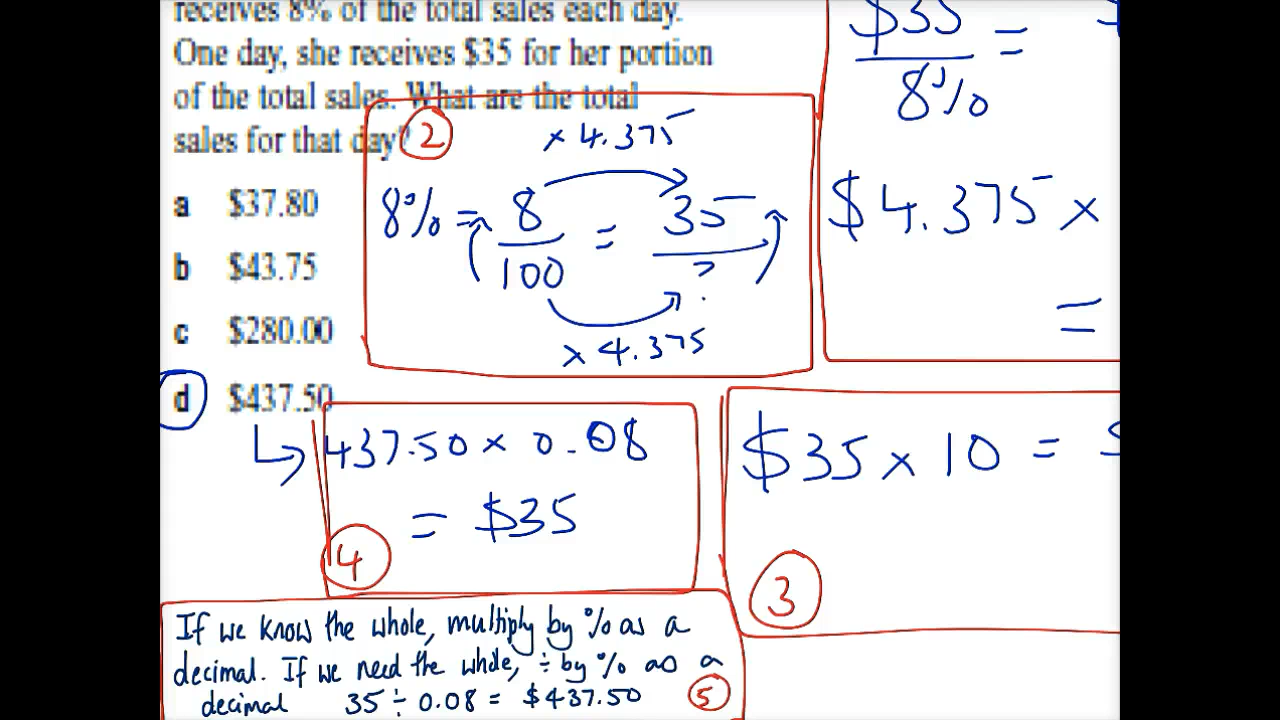 receives 8% of the total sales each day.
One day, she receives $35 for her portion
of the total sales. What are the total
sales for that day?
a $37.80
b $43.75
c $280.00
d $437.50
2
× 4.375
8% = 8/100 = 35/?
× 4.375
$35/8% =
$4.375 ×
=
437.50 × 0.08
= $35
4
$35 × 10 =
3
If we know the whole, multiply by % as a
decimal. If we need the whole, ÷ by % as a
decimal 35 ÷ 0.08 = $437.50
5